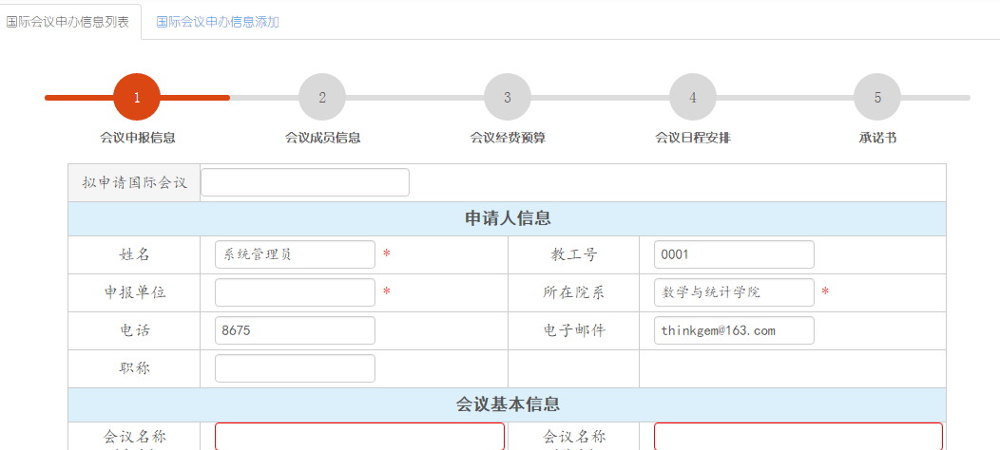 国际会议申办信息列表 国际会议申办信息添加
1 2 3 4 5
会议申报信息 会议成员信息 会议经费预算 会议日程安排 承诺书
拟申请国际会议
申请人信息
姓名 系统管理员 * 教工号 0001
申报单位 * 所在院系 数学与统计学院 *
电话 8675 电子邮件 thinkgem@163.com
职称
会议基本信息
会议名称 会议名称